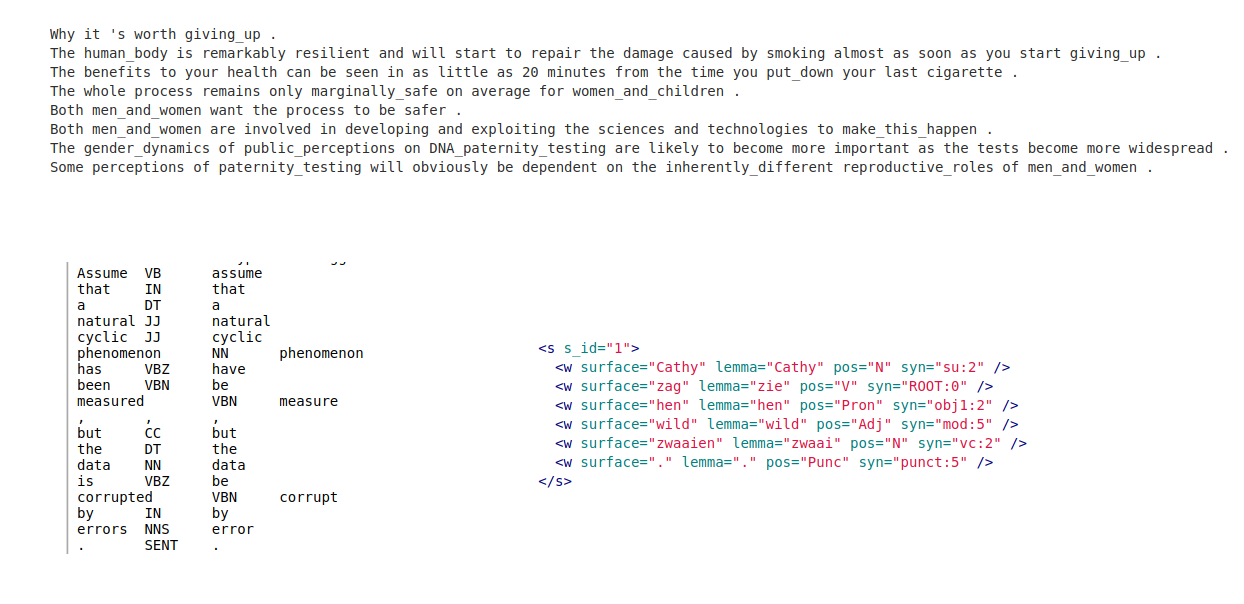 Why it 's worth giving_up .
The human_body is remarkably resilient and will start to repair the damage caused by smoking almost as soon as you start giving_up .
The benefits to your health can be seen in as little as 20 minutes from the time you put_down your last cigarette .
The whole process remains only marginally_safe on average for women_and_children .
Both men_and_women want the process to be safer .
Both men_and_women are involved in developing and exploiting the sciences and technologies to make_this_happen .
The gender_dynamics of public_perceptions on DNA_paternity_testing are likely to become more important as the tests become more widespread .
Some perceptions of paternity_testing will obviously be dependent on the inherently_different reproductive_roles of men_and_women .
Assume VB assume
that IN that
a DT a
natural JJ natural
cyclic JJ cyclic
phenomenon NN phenomenon
has VBZ have
been VBN be
measured VBN measure
, , ,
but CC but
the DT the
data NN data
is VBZ be
corrupted VBN corrupt
by IN by
errors NNS error
. SENT .
<s s_id="1">
<w surface="Cathy" lemma="Cathy" pos="N" syn="su:2" />
<w surface="zag" lemma="zie" pos="V" syn="ROOT:0" />
<w surface="hen" lemma="hen" pos="Pron" syn="obj1:2" />
<w surface="wild" lemma="wild" pos="Adj" syn="mod:5" />
<w surface="zwaaien" lemma="zwaai" pos="N" syn="vc:2" />
<w surface="." lemma="." pos="Punc" syn="punct:5" />
</s>